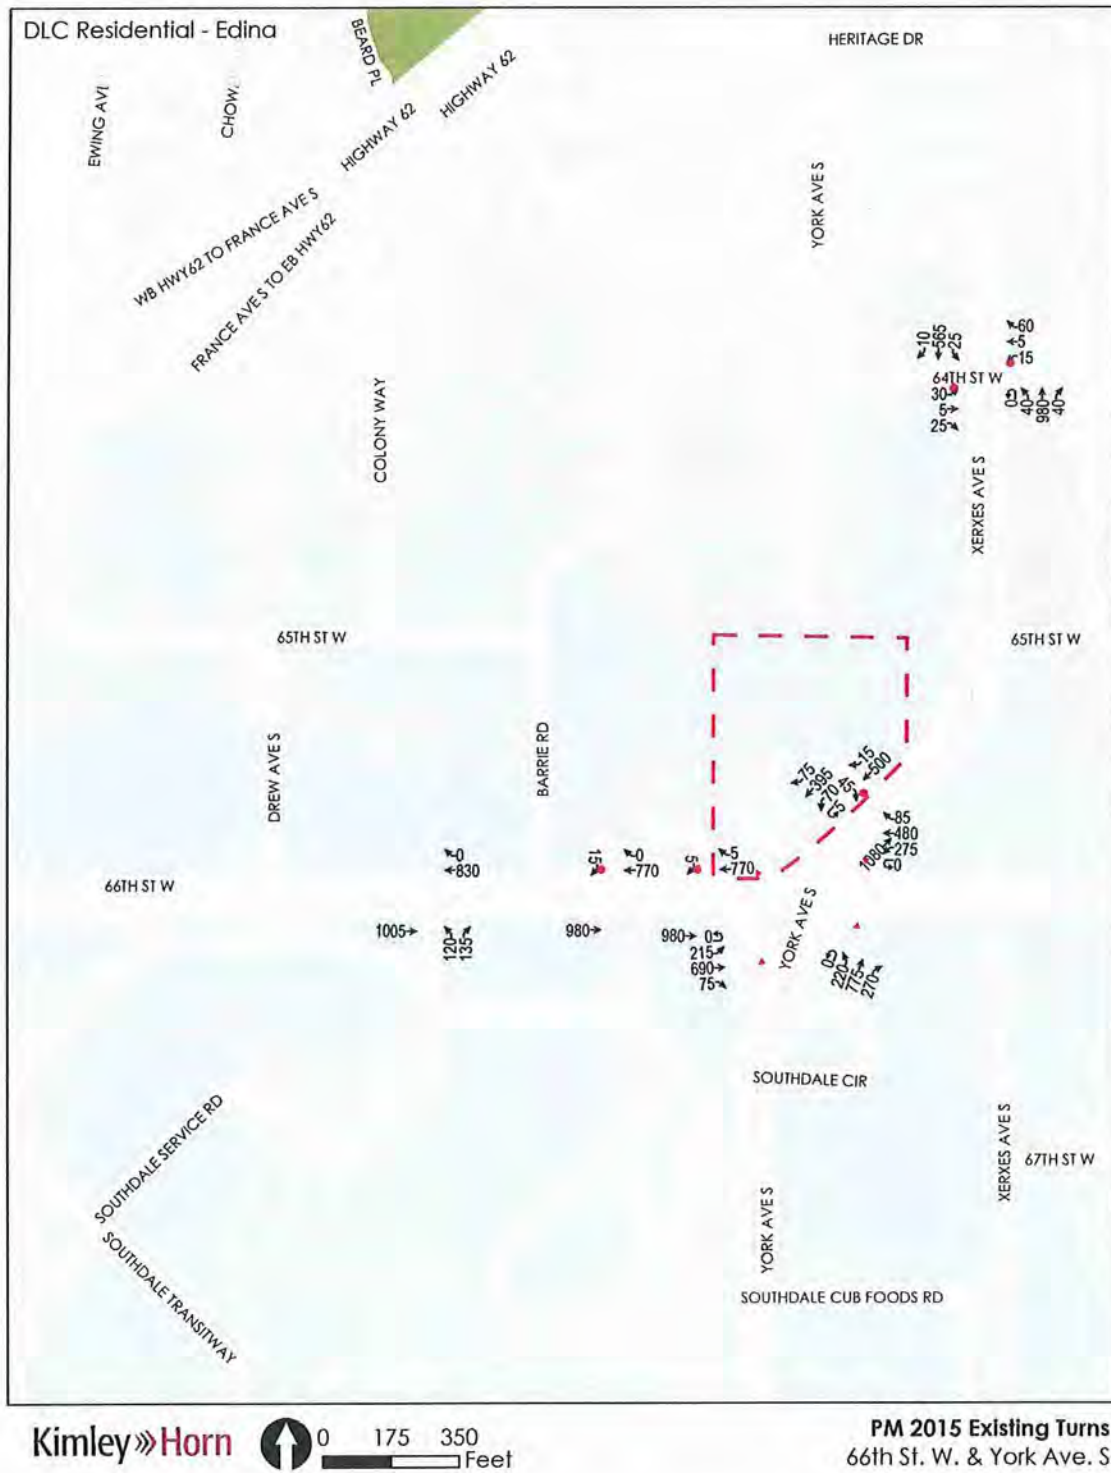 DLC Residential - Edina
BEARD PL
HERITAGE DR
HIGHWAY 62
HIGHWAY 62
EWING AVE
CHOW
YORK AVE S
WB HWY62 TO FRANCE AVE S
FRANCE AVE S TO EB HWY62
10
565
25
60
5
15
64TH ST W
30
5
25
0
40
980
40
COLONY WAY
XERXES AVE S
65TH ST W
65TH ST W
DREW AVE S
BARRIE RD
15
500
75
395
70
5
45
85
480
275
0
1080
0
830
15
0
770
5
5
770
66TH ST W
1005
120
135
980
980
0
215
690
75
YORK AVE S
0
220
775
270
SOUTHDALE CIR
SOUTHDALE SERVICE RD
XERXES AVE S
67TH ST W
YORK AVE S
SOUTHDALE TRANSITWAY
SOUTHDALE CUB FOODS RD
Kimley»Horn
0 175 350
Feet
PM 2015 Existing Turns
66th St. W. & York Ave. S